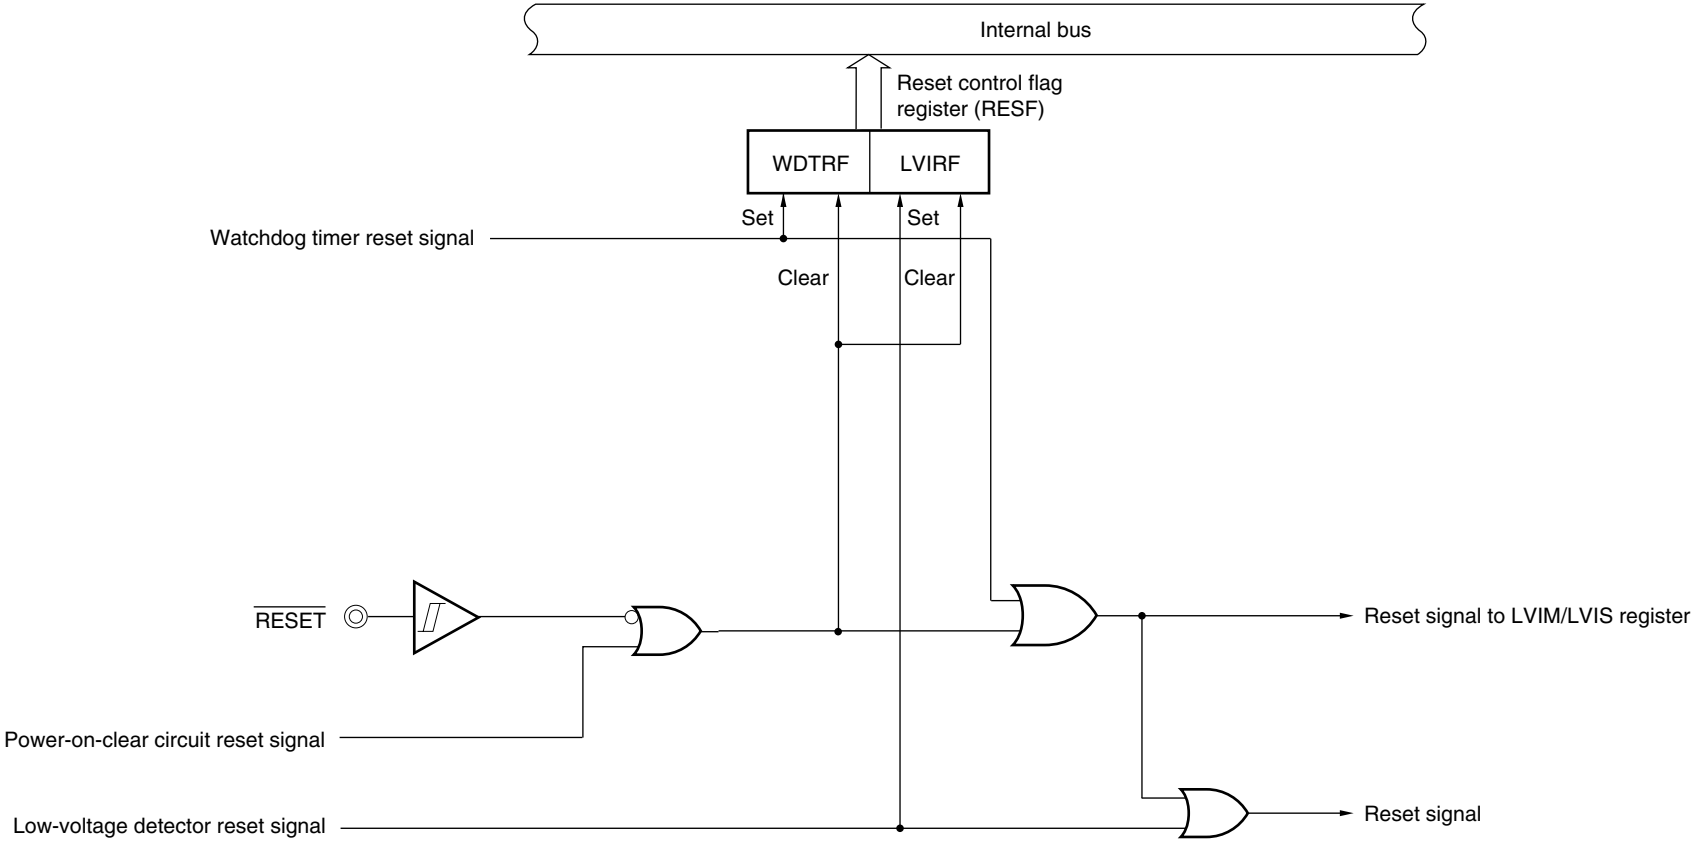 Internal bus
Reset control flag
register (RESF)
WDTRF
LVIRF
Set
Set
Watchdog timer reset signal
Clear
Clear
RESET
Reset signal to LVIM/LVIS register
Power-on-clear circuit reset signal
Low-voltage detector reset signal
Reset signal